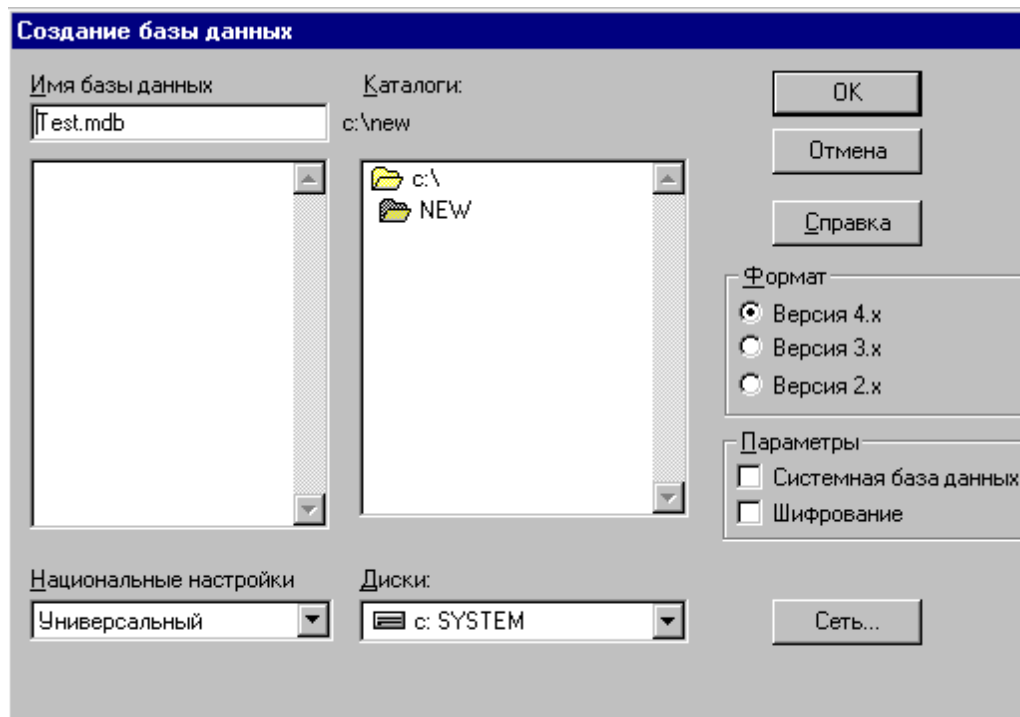 Создание базы данных
Имя базы данных
Каталоги:
OK
Test.mdb
c:\new
Отмена
c:\
NEW
Справка
Формат
Версия 4.x
Версия 3.x
Версия 2.x
Параметры
Системная база данных
Шифрование
Национальные настройки
Диски:
Универсальный
c: SYSTEM
Сеть...